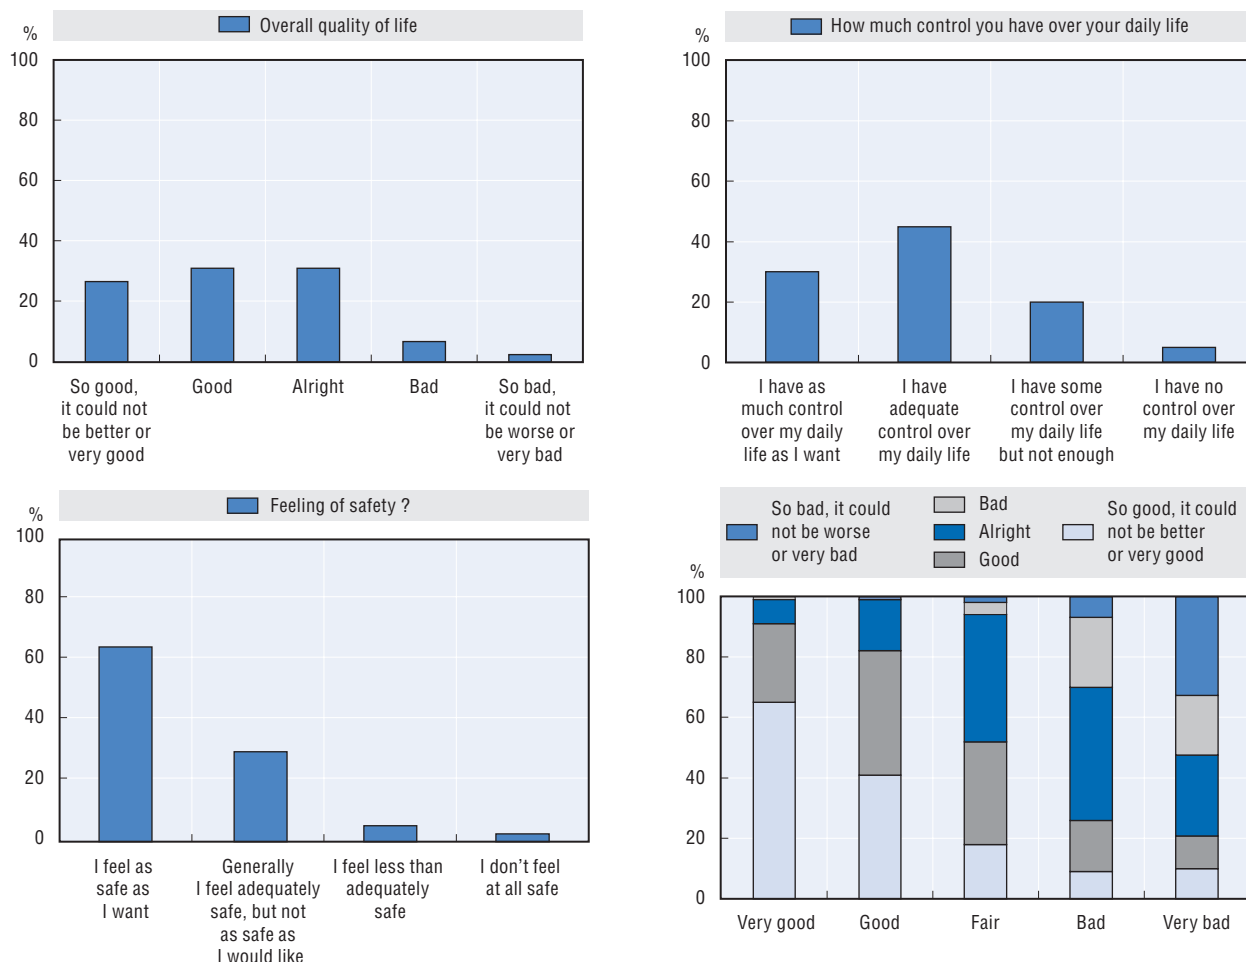 Overall quality of life
%
100
80
60
40
20
0
So good,
it could not
be better or
very good
Good
Alright
Bad
So bad,
it could not
be worse or
very bad
How much control you have over your daily life
%
100
80
60
40
20
0
I have as
much control
over my daily
life as I want
I have
adequate
control over
my daily life
I have some
control over
my daily life
but not enough
I have no
control over
my daily life
Feeling of safety ?
%
100
80
60
40
20
0
I feel as
safe as
I want
Generally
I feel adequately
safe, but not
as safe as
I would like
I feel less than
adequately
safe
I don't feel
at all safe
So bad, it could
not be worse
or very bad
Bad
Alright
Good
So good, it could
not be better
or very good
%
100
80
60
40
20
0
Very good
Good
Fair
Bad
Very bad